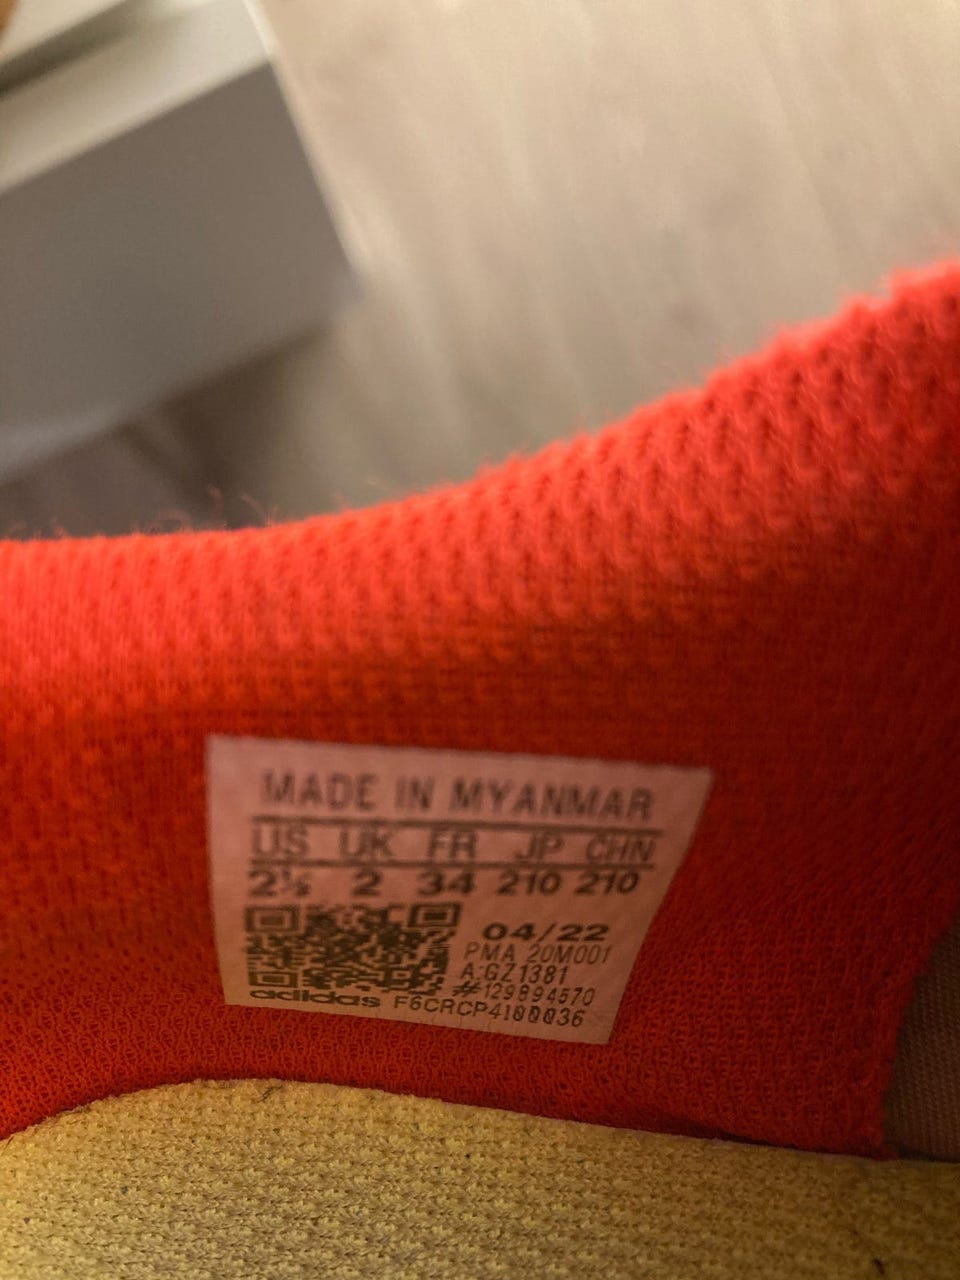 MADE IN MYANMAR
US UK FR JP CHN
2½ 2 34 210 210
04/22
PMA 20M001
A:GZ1381
#129894570
adidas F6CRCP4I00036